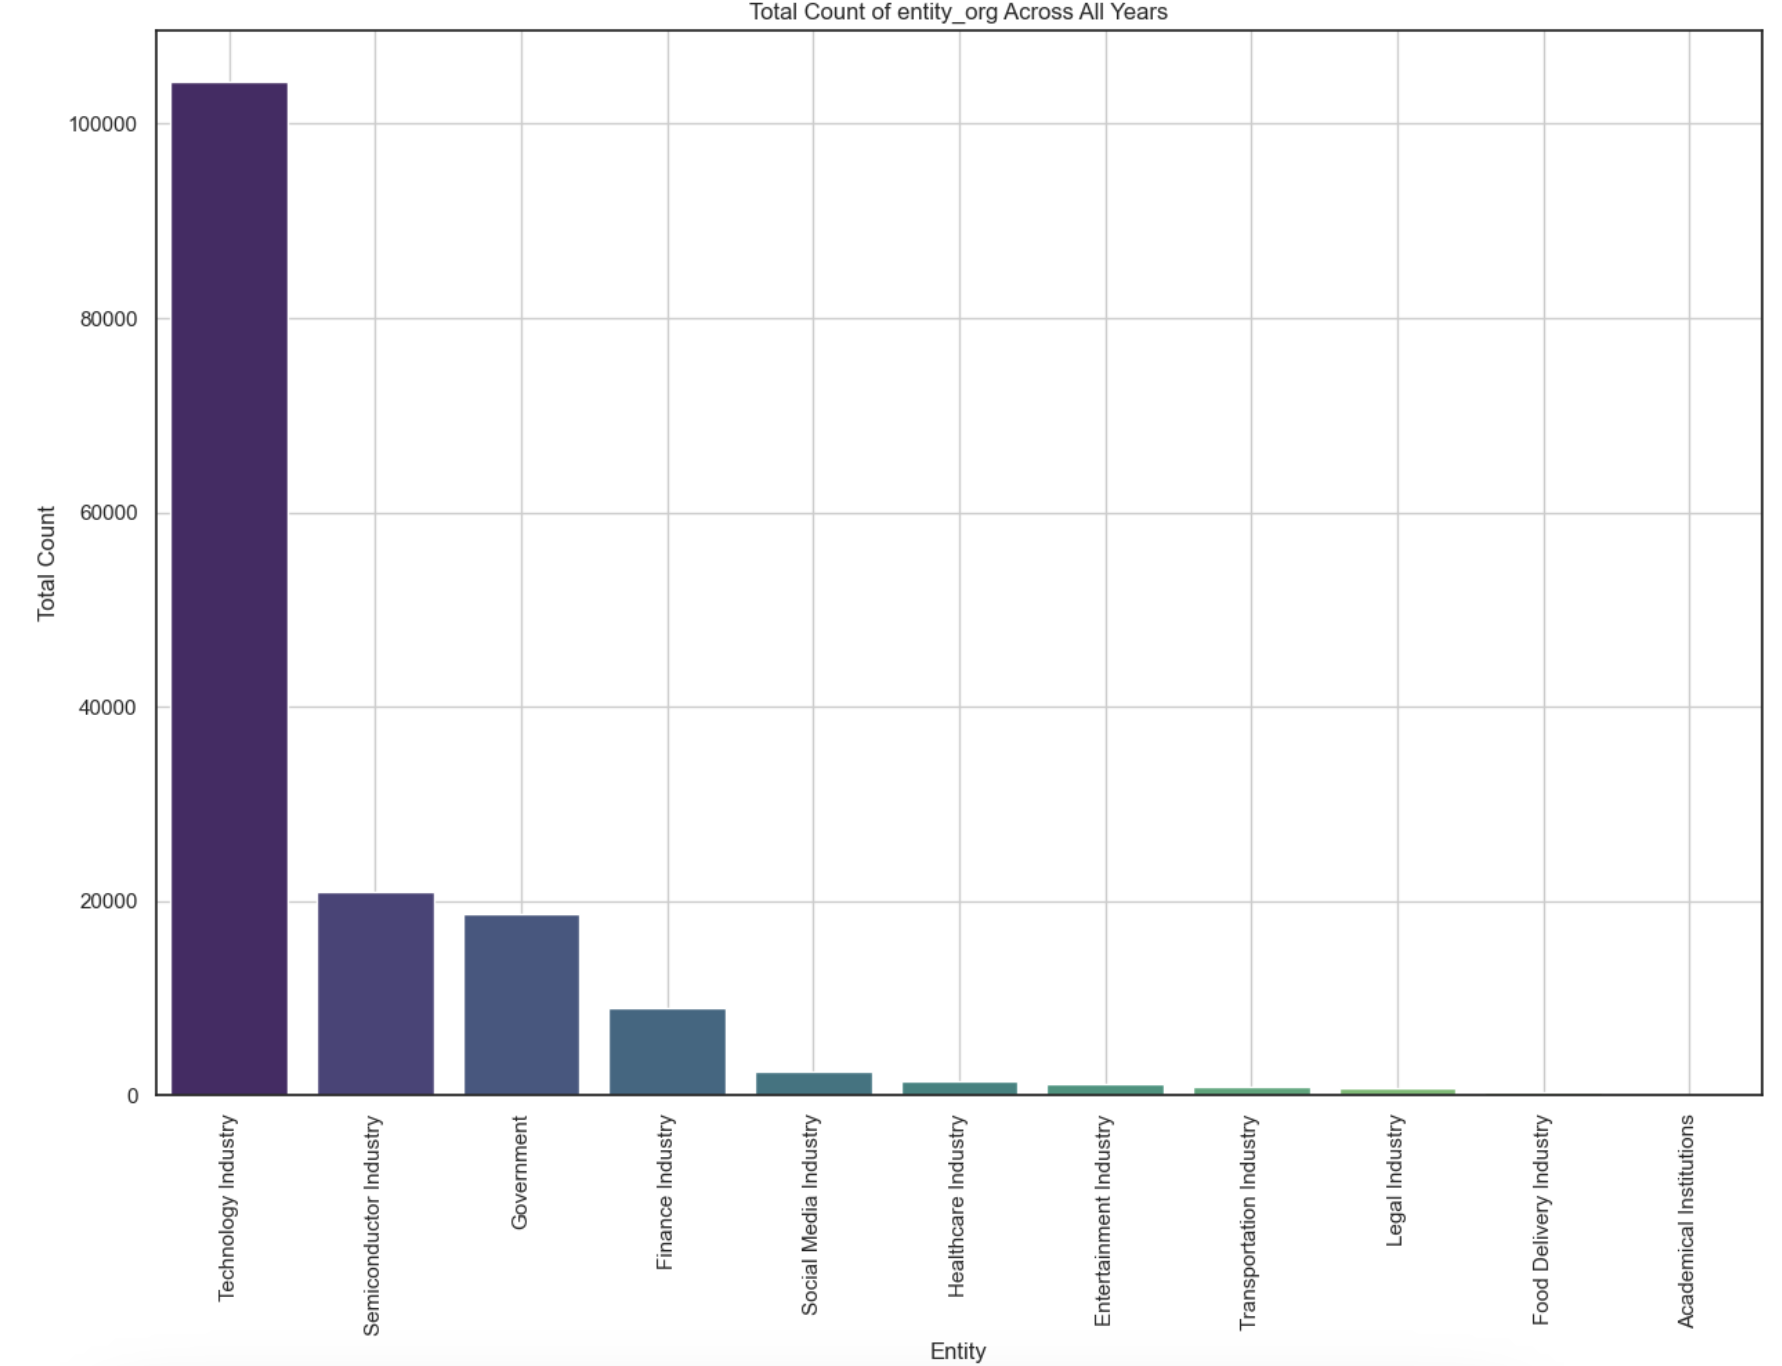 Total Count of entity_org Across All Years
Total Count
100000
80000
60000
40000
20000
0
Technology Industry
Semiconductor Industry
Government
Finance Industry
Social Media Industry
Healthcare Industry
Entertainment Industry
Transportation Industry
Legal Industry
Food Delivery Industry
Academical Institutions
Entity